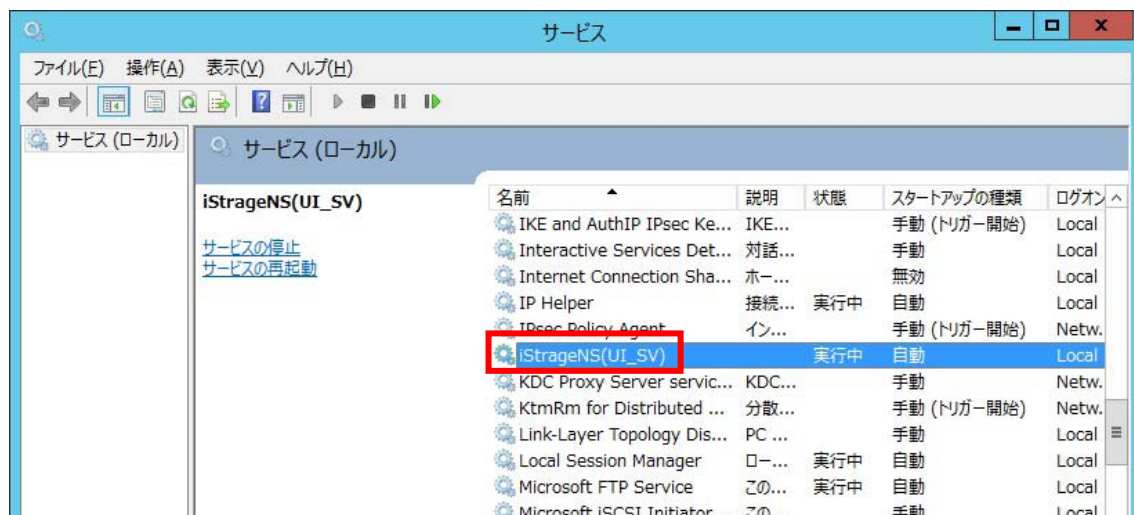 サービス
ファイル(F) 操作(A) 表示(V) ヘルプ(H)
サービス (ローカル)
サービス (ローカル)
iStrageNS(UI_SV)
サービスの停止
サービスの再起動
名前 説明 状態 スタートアップの種類 ログオン
IKE and AuthIP IPsec Ke... IKE... 手動 (トリガー開始) Local
Interactive Services Det... 対話... 手動 Local
Internet Connection Sha... ホー... 無効 Local
IP Helper 接続... 実行中 自動 Local
IPsec Policy Agent イン... 手動 (トリガー開始) Netw.
iStrageNS(UI_SV) 実行中 自動 Local
KDC Proxy Server servic... KDC... 手動 Netw.
KtmRm for Distributed ... 分散... 手動 (トリガー開始) Netw.
Link-Layer Topology Dis... PC ... 手動 Local
Local Session Manager ロー... 実行中 自動 Local
Microsoft FTP Service この... 実行中 自動 Local
Microsoft iSCSI Initiator ... この... 手動 Local